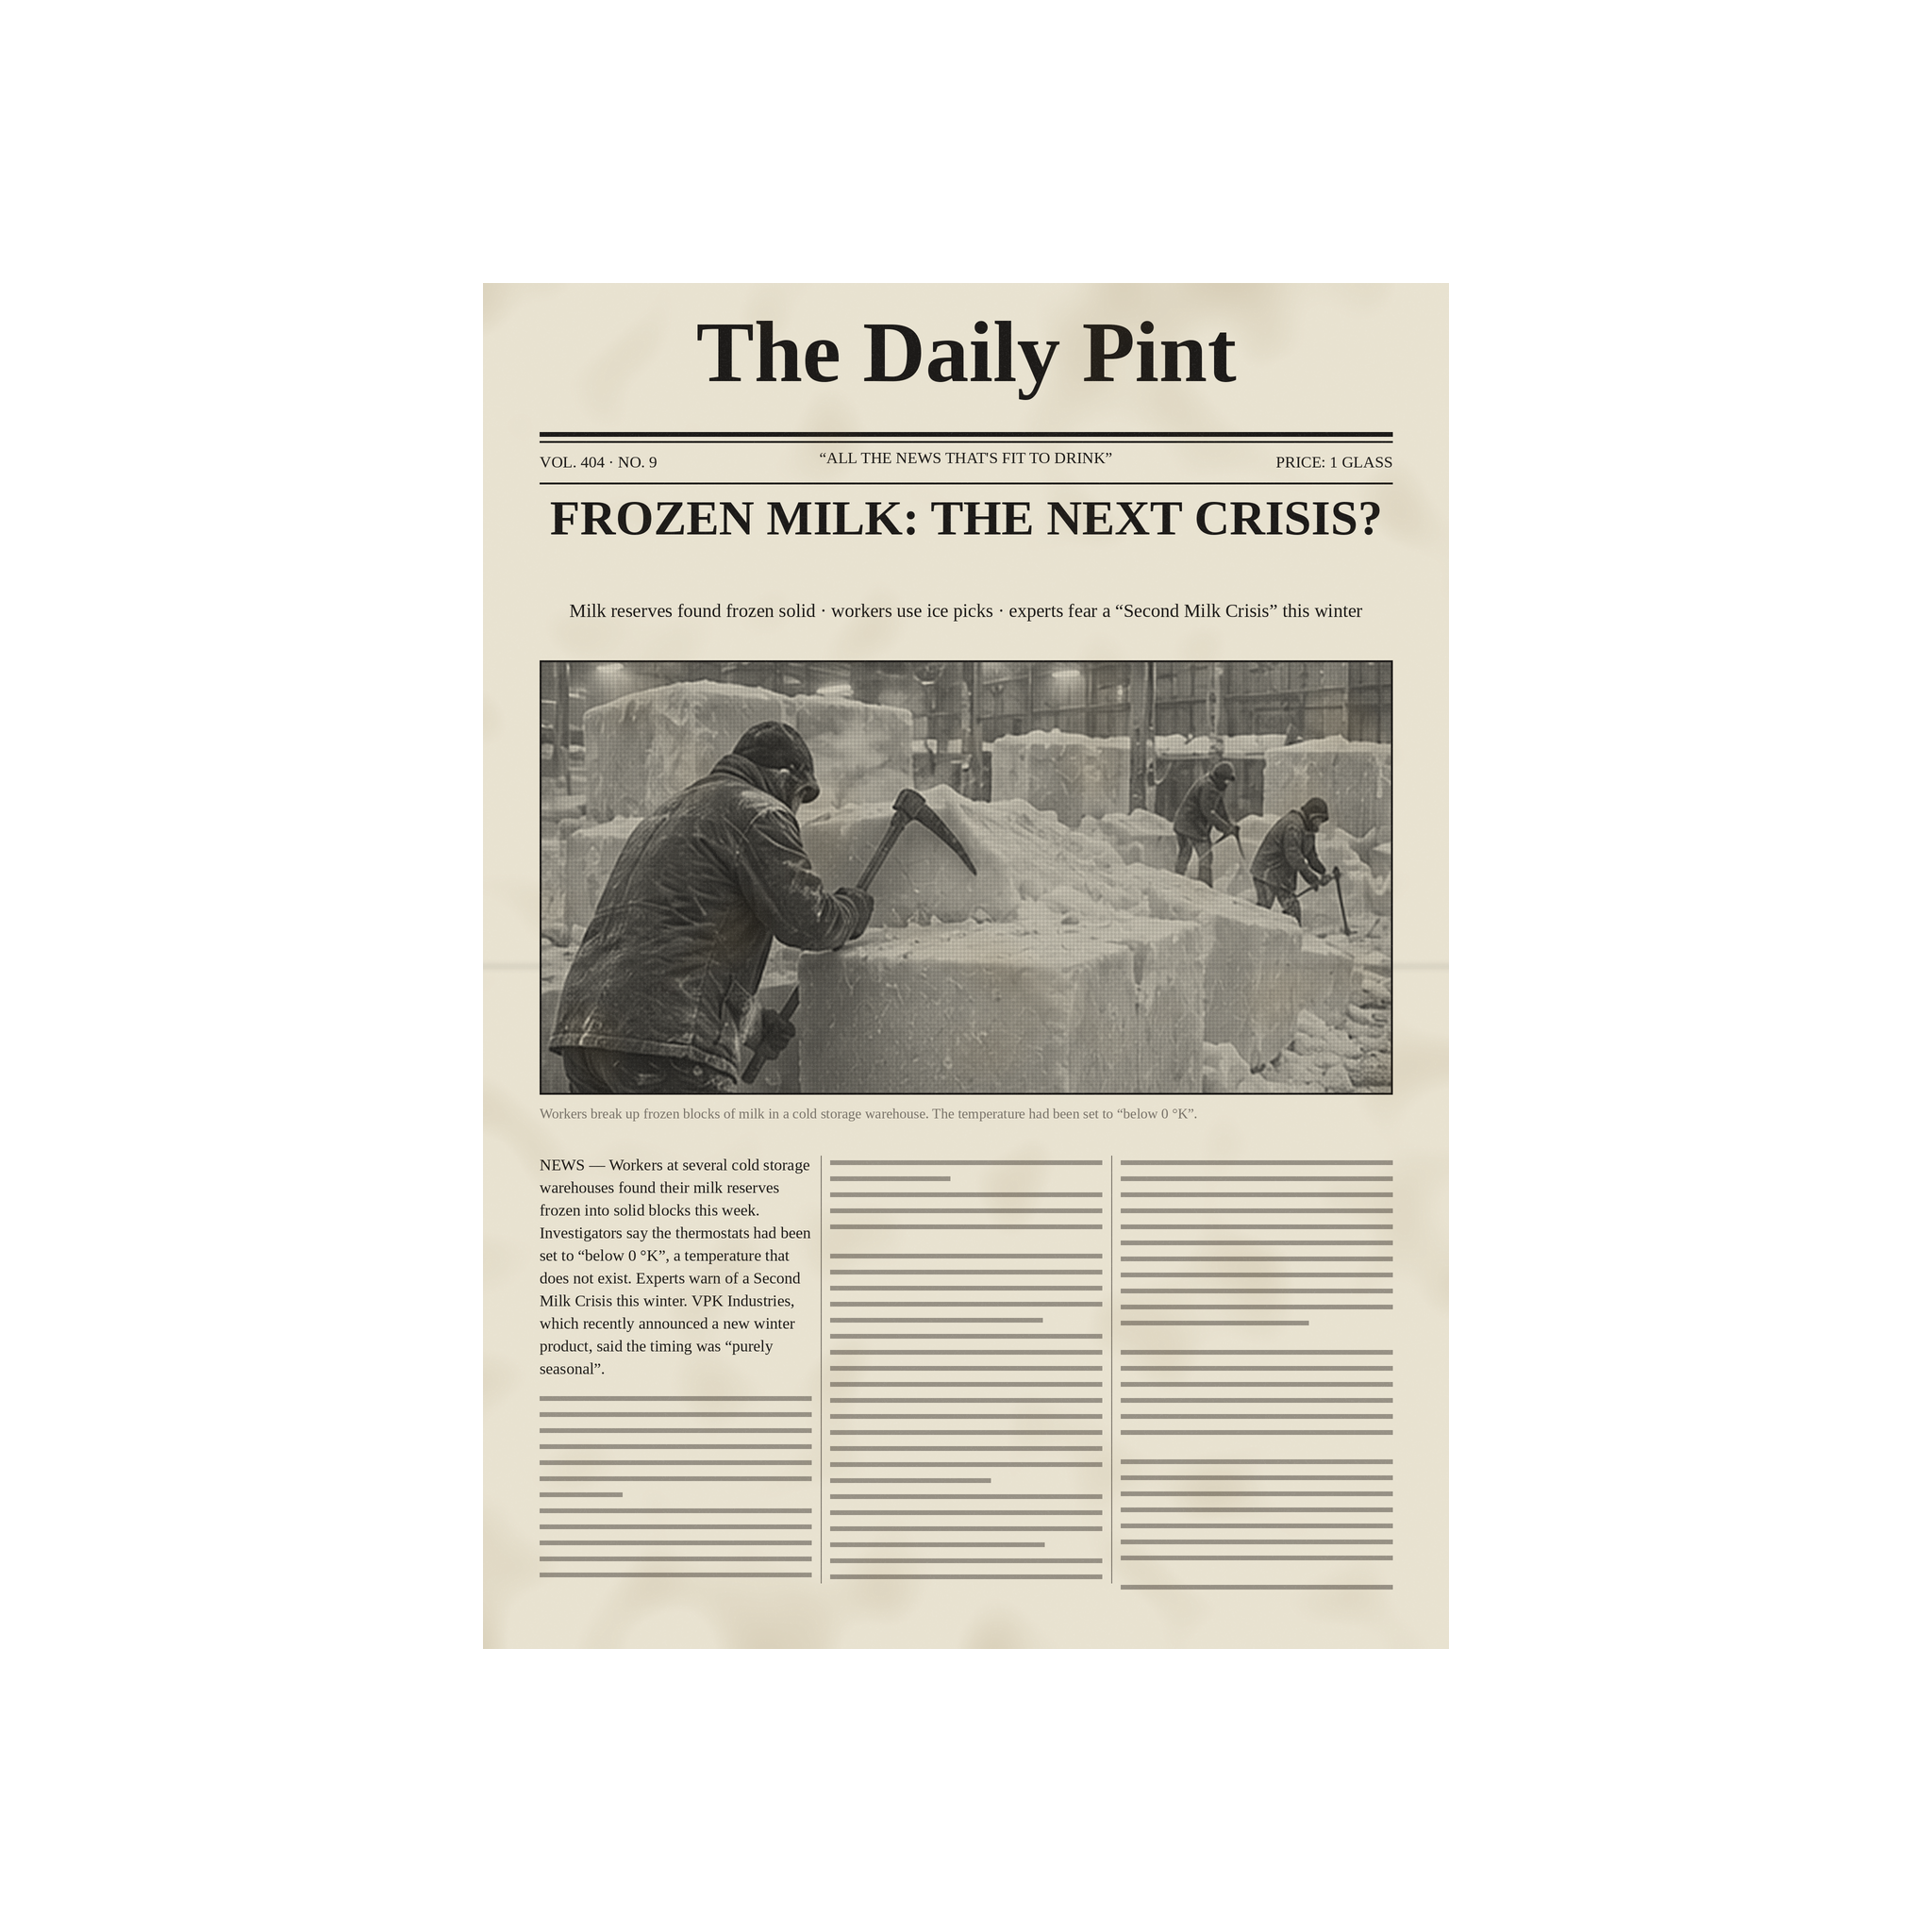 The Daily Pint
VOL. 404 · NO. 9
“ALL THE NEWS THAT'S FIT TO DRINK”
PRICE: 1 GLASS
FROZEN MILK: THE NEXT CRISIS?
Milk reserves found frozen solid · workers use ice picks · experts fear a “Second Milk Crisis” this winter
Workers break up frozen blocks of milk in a cold storage warehouse. The temperature had been set to “below 0 °K”.
NEWS — Workers at several cold storage
warehouses found their milk reserves
frozen into solid blocks this week.
Investigators say the thermostats had been
set to “below 0 °K”, a temperature that
does not exist. Experts warn of a Second
Milk Crisis this winter. VPK Industries,
which recently announced a new winter
product, said the timing was “purely
seasonal”.